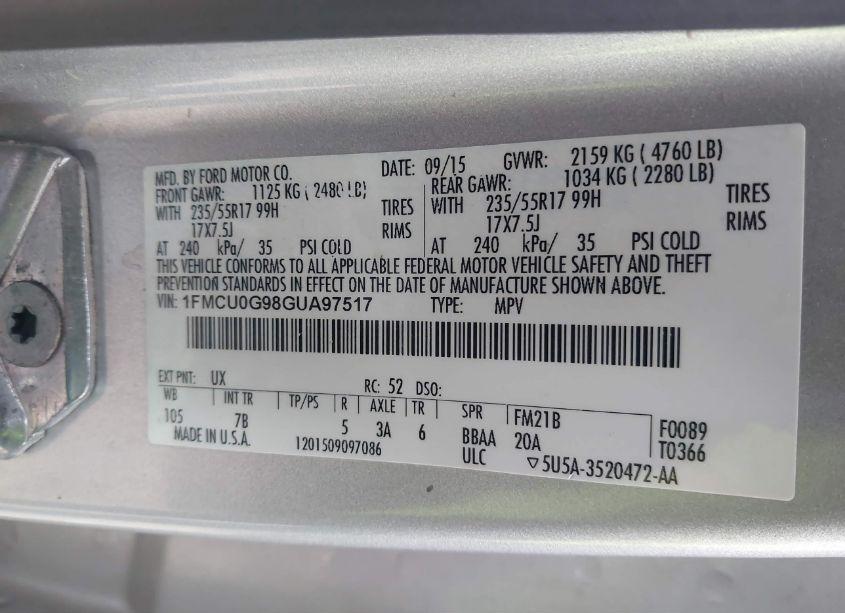 MFD. BY FORD MOTOR CO. DATE: 09/15 GVWR: 2159 KG ( 4760 LB)
FRONT GAWR: 1125 KG ( 2480 LB) REAR GAWR: 1034 KG ( 2280 LB)
WITH 235/55R17 99H TIRES WITH 235/55R17 99H TIRES
17X7.5J RIMS 17X7.5J RIMS
AT 240 kPa/ 35 PSI COLD AT 240 kPa/ 35 PSI COLD
THIS VEHICLE CONFORMS TO ALL APPLICABLE FEDERAL MOTOR VEHICLE SAFETY AND THEFT
PREVENTION STANDARDS IN EFFECT ON THE DATE OF MANUFACTURE SHOWN ABOVE.
VIN: 1FMCU0G98GUA97517 TYPE: MPV
EXT PNT: UX RC: 52 DSO:
WB INT TR TP/PS R AXLE TR SPR FM21B F0089
105 7B 5 3A 6 BBAA 20A T0366
MADE IN U.S.A. 1201509097086 ULC ▽5U5A-3520472-AA